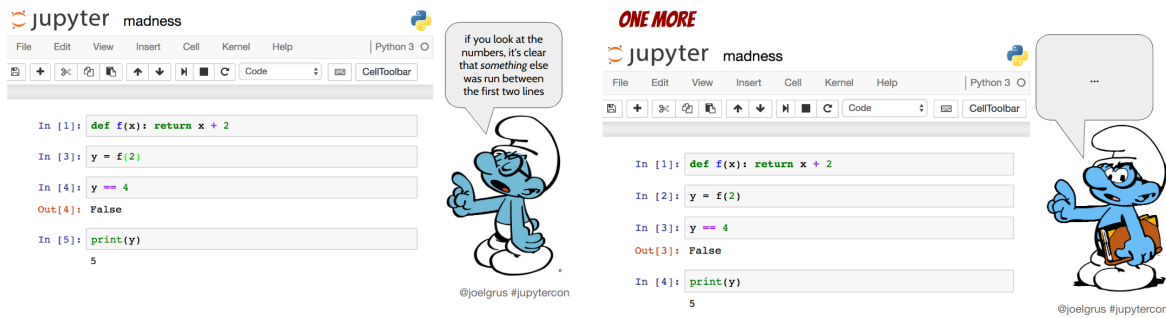 jupyter madness
File Edit View Insert Cell Kernel Help Python 3
Code CellToolbar
In [1]: def f(x): return x + 2
In [3]: y = f(2)
In [4]: y == 4
Out[4]: False
In [5]: print(y)
5
if you look at the
numbers, it's clear
that something else
was run between
the first two lines
@joelgrus #jupytercon
ONE MORE
jupyter madness
File Edit View Insert Cell Kernel Help Python 3
Code CellToolbar
In [1]: def f(x): return x + 2
In [2]: y = f(2)
In [3]: y == 4
Out[3]: False
In [4]: print(y)
5
...
@joelgrus #jupytercon